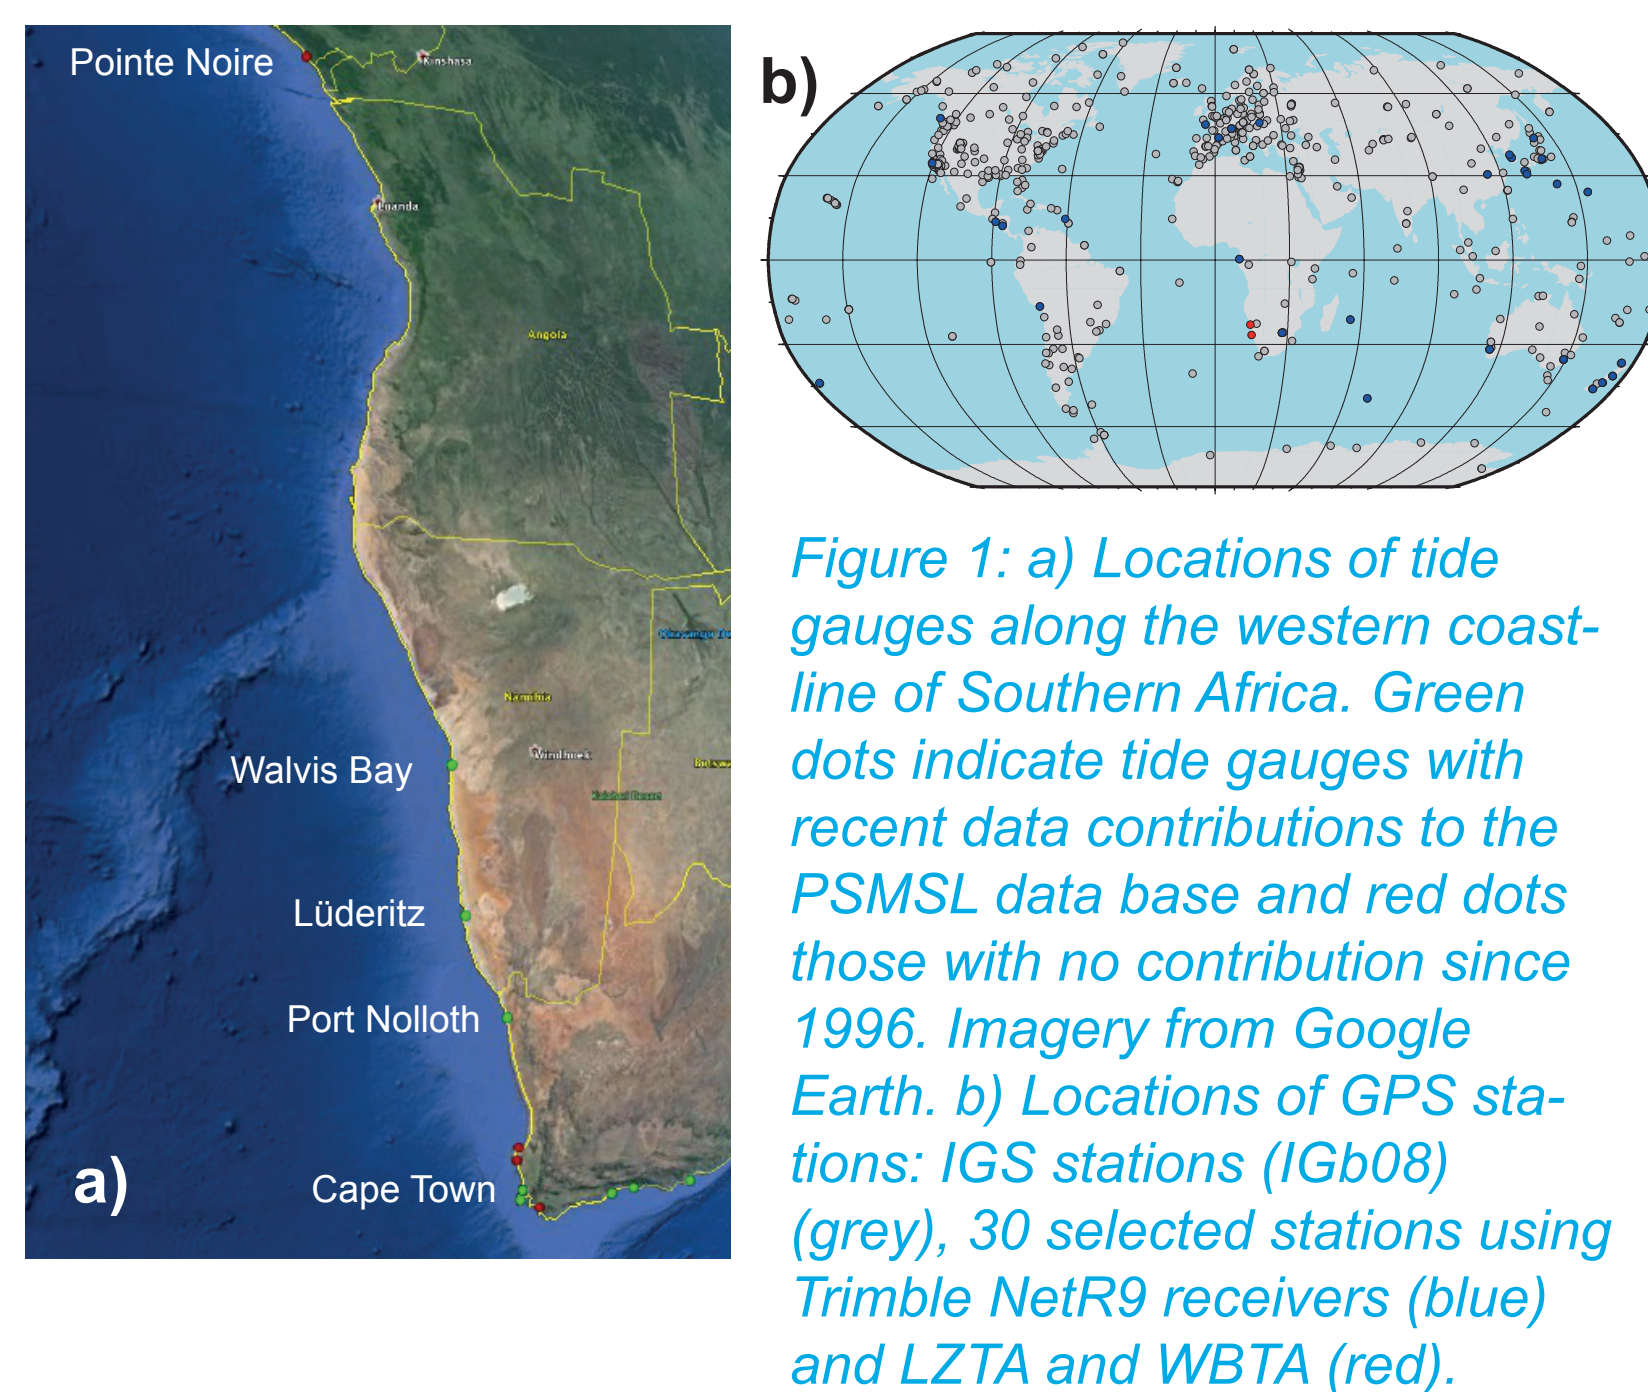 Pointe Noire
Kinshasa
Luanda
Angola
Namibia
Windhoek
Walvis Bay
Kalahari Desert
Lüderitz
Port Nolloth
Cape Town
a)
b)
Figure 1: a) Locations of tide
gauges along the western coast-
line of Southern Africa. Green
dots indicate tide gauges with
recent data contributions to the
PSMSL data base and red dots
those with no contribution since
1996. Imagery from Google
Earth. b) Locations of GPS sta-
tions: IGS stations (IGb08)
(grey), 30 selected stations using
Trimble NetR9 receivers (blue)
and LZTA and WBTA (red).